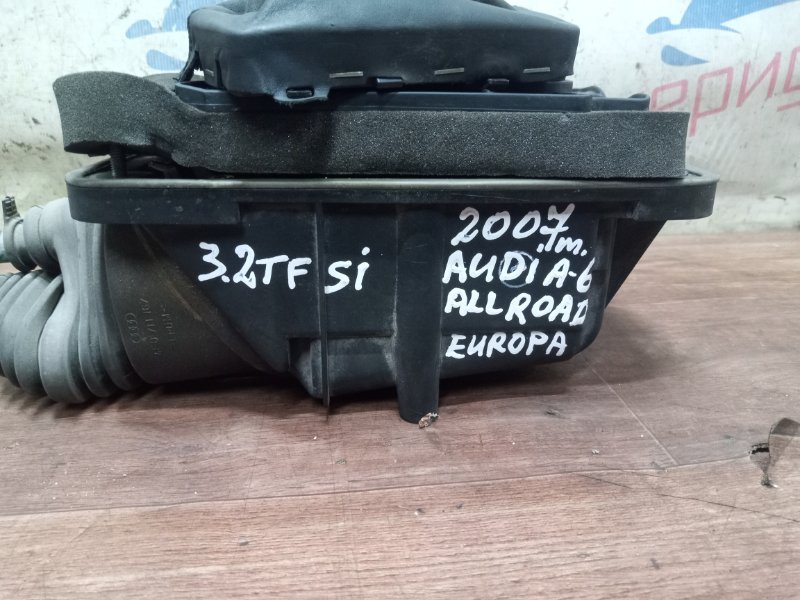 2007
.m.
3.2TFSi
AUDI A-6
ALLROAD
EUROPA